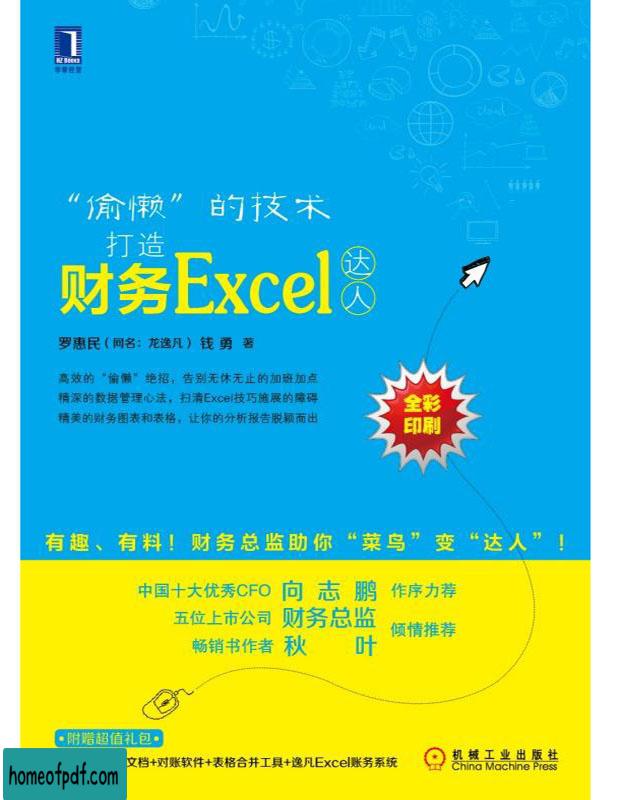 HZ Books
华章经管
“偷懒”的技术
打造
财务Excel达人
罗惠民（网名：龙逸凡）钱 勇 著
高效的“偷懒”绝招，告别无休无止的加班加点
精深的数据管理心法，扫清Excel技巧施展的障碍
精美的财务图表和表格，让你的分析报告脱颖而出
全彩
印刷
有趣、有料！财务总监助你“菜鸟”变“达人”！
中国十大优秀CFO 向志鹏 作序力荐
五位上市公司 财务总监
畅销书作者 秋 叶 倾情推荐
附赠超值礼包
文档+对账软件+表格合并工具+逸凡Excel账务系统
homeofpdf.com
机械工业出版社
China Machine Press